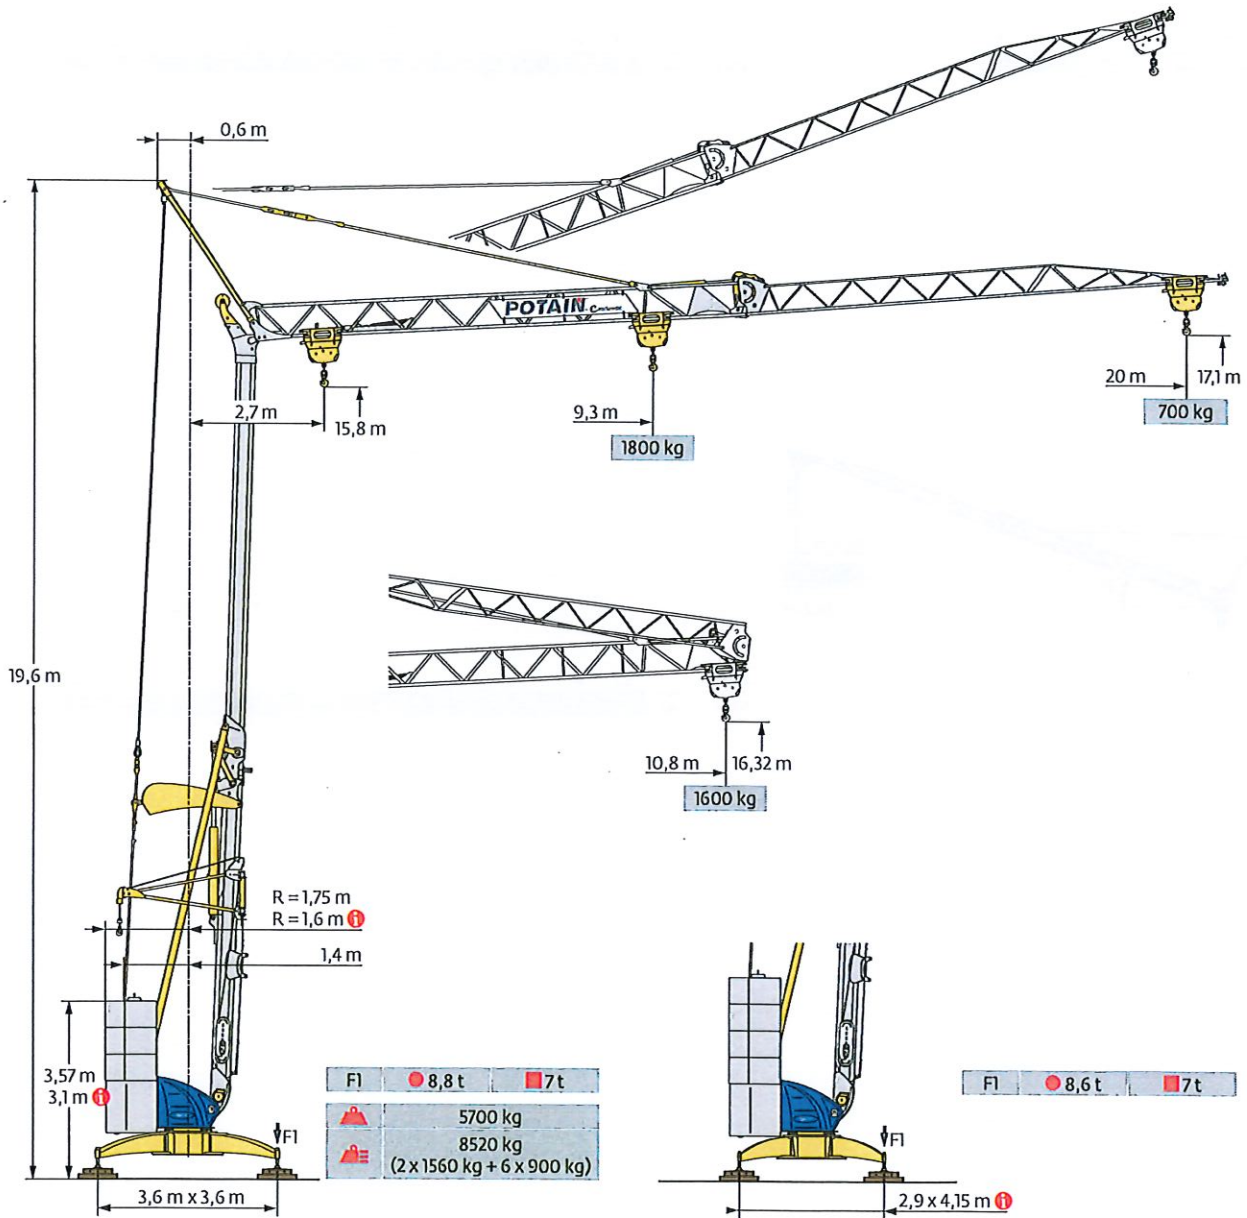 0,6 m
POTAIN
2,7 m
15,8 m
9,3 m
1800 kg
20 m
17,1 m
700 kg
19,6 m
10,8 m
16,32 m
1600 kg
R = 1,75 m
R = 1,6 m i
1,4 m
3,57 m
3,1 m i
F1 8,8 t 7 t
5700 kg
8520 kg
(2 x 1560 kg + 6 x 900 kg)
F1
3,6 m x 3,6 m
F1 8,6 t 7 t
F1
2,9 x 4,15 m i